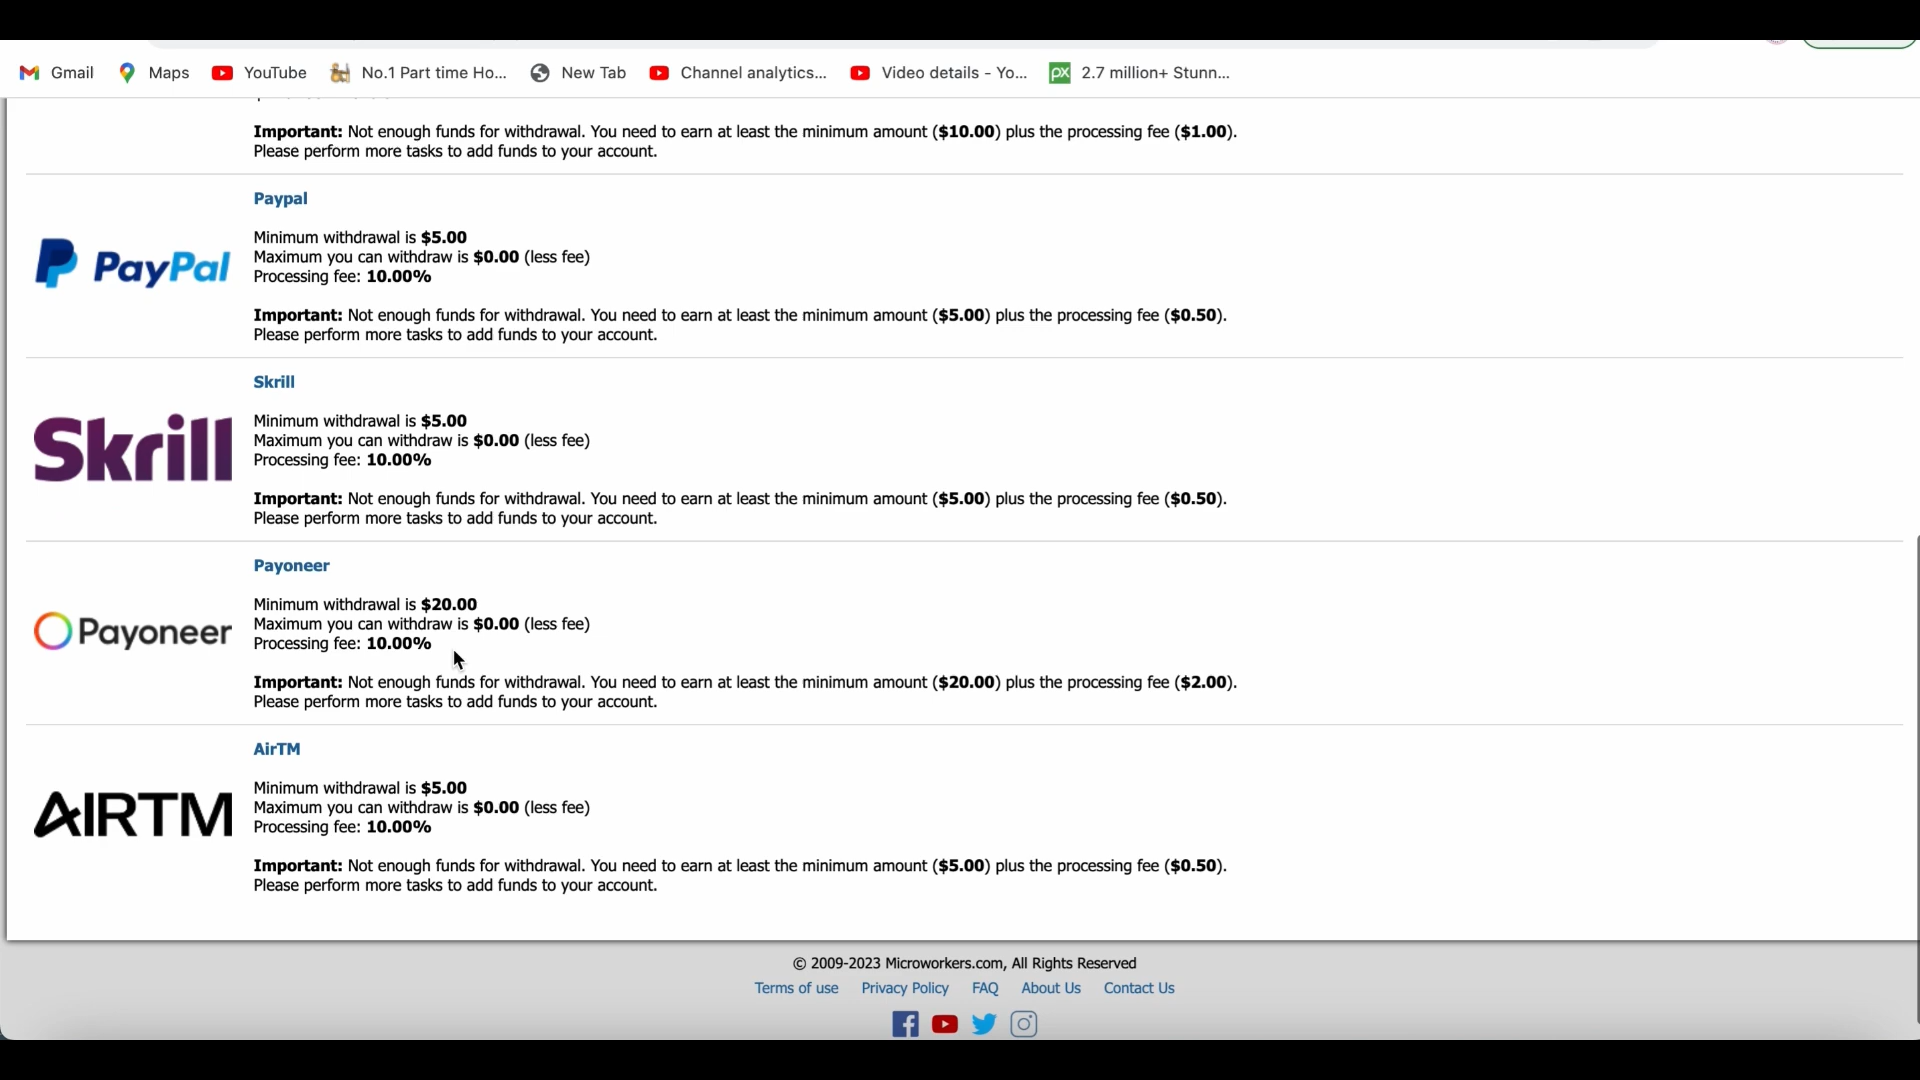 Gmail Maps YouTube No.1 Part time Ho... New Tab Channel analytics... Video details - Yo... px 2.7 million+ Stunn...
Important: Not enough funds for withdrawal. You need to earn at least the minimum amount ($10.00) plus the processing fee ($1.00).
Please perform more tasks to add funds to your account.
Paypal
PayPal
Minimum withdrawal is $5.00
Maximum you can withdraw is $0.00 (less fee)
Processing fee: 10.00%
Important: Not enough funds for withdrawal. You need to earn at least the minimum amount ($5.00) plus the processing fee ($0.50).
Please perform more tasks to add funds to your account.
Skrill
Skrill
Minimum withdrawal is $5.00
Maximum you can withdraw is $0.00 (less fee)
Processing fee: 10.00%
Important: Not enough funds for withdrawal. You need to earn at least the minimum amount ($5.00) plus the processing fee ($0.50).
Please perform more tasks to add funds to your account.
Payoneer
Payoneer
Minimum withdrawal is $20.00
Maximum you can withdraw is $0.00 (less fee)
Processing fee: 10.00%
Important: Not enough funds for withdrawal. You need to earn at least the minimum amount ($20.00) plus the processing fee ($2.00).
Please perform more tasks to add funds to your account.
AirTM
AIRTM
Minimum withdrawal is $5.00
Maximum you can withdraw is $0.00 (less fee)
Processing fee: 10.00%
Important: Not enough funds for withdrawal. You need to earn at least the minimum amount ($5.00) plus the processing fee ($0.50).
Please perform more tasks to add funds to your account.
© 2009-2023 Microworkers.com, All Rights Reserved
Terms of use Privacy Policy FAQ About Us Contact Us